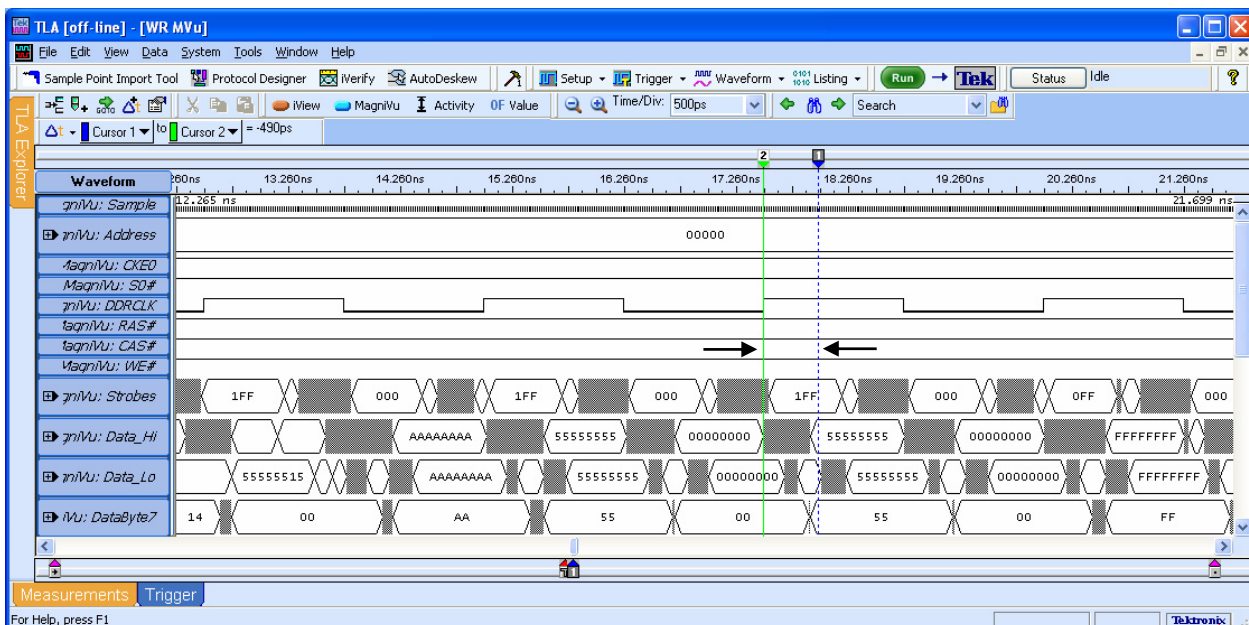 TLA [off-line] - [WR MVu]
File Edit View Data System Tools Window Help
Sample Point Import Tool Protocol Designer iVerify AutoDeskew Setup Trigger Waveform Listing Run Tek Status Idle
iView MagniVu Activity 0F Value Time/Div: 500ps Search
Δt Cursor 1 to Cursor 2 = -490ps
TLA Explorer
2 1
Waveform 260ns 13.260ns 14.260ns 15.260ns 16.260ns 17.260ns 18.260ns 19.260ns 20.260ns 21.260ns
gniVu: Sample 12.265 ns 21.699 ns
gniVu: Address 00000
MagniVu: CKE0
MagniVu: S0#
gniVu: DDRCLK
MagniVu: RAS#
MagniVu: CAS#
MagniVu: WE#
gniVu: Strobes 1FF 000 1FF 000 1FF 000 0FF 000
gniVu: Data_Hi AAAAAAAA 55555555 00000000 55555555 00000000 FFFFFFFF
gniVu: Data_Lo 55555515 AAAAAAAA 55555555 00000000 55555555 00000000 FFFFFFFF
iVu: DataByte7 14 00 AA 55 00 55 00 FF
Measurements Trigger
For Help, press F1 Tektronix